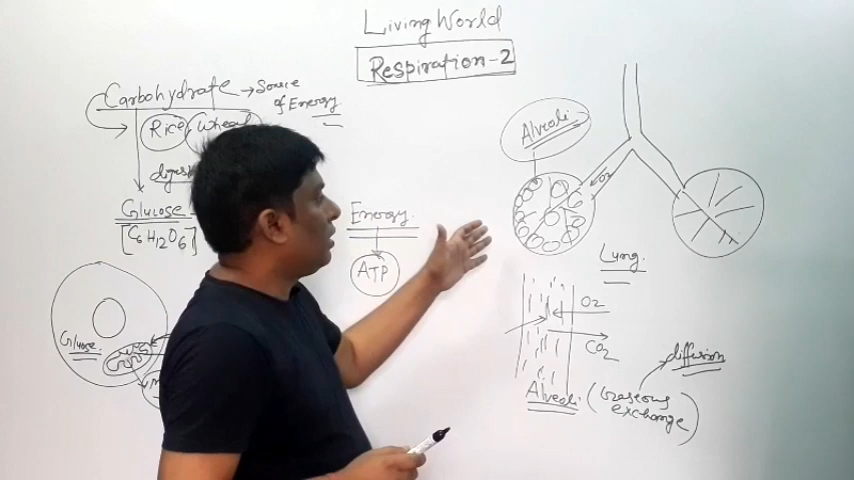 Living World
Respiration-2
Carbohydrate → Source
of Energy
Rice Wheat
Glucose
[C6H12O6]
Energy
ATP
Glucose
Alveoli
O2
Lung
O2
CO2
Alveoli (Gaseous
exchange)
diffusion